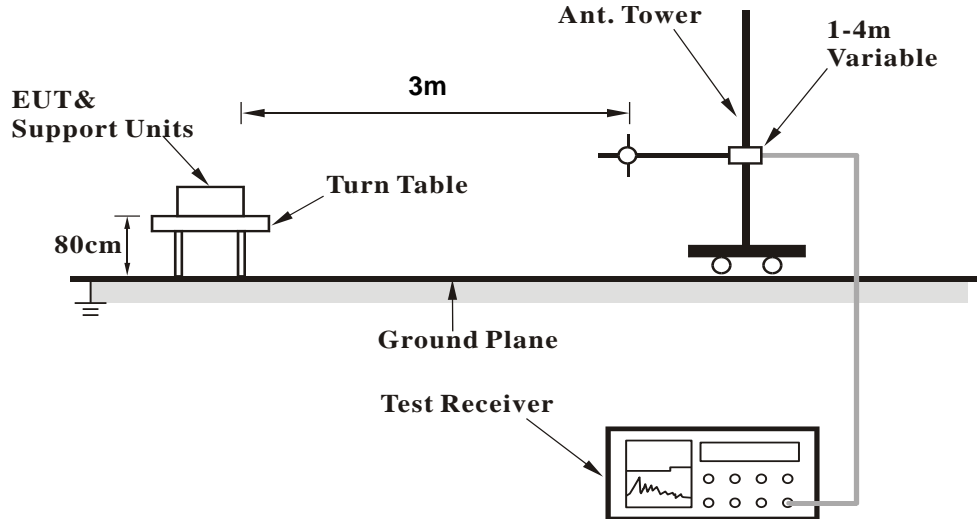 Ant. Tower
1-4m
Variable
3m
EUT&
Support Units
Turn Table
80cm
Ground Plane
Test Receiver